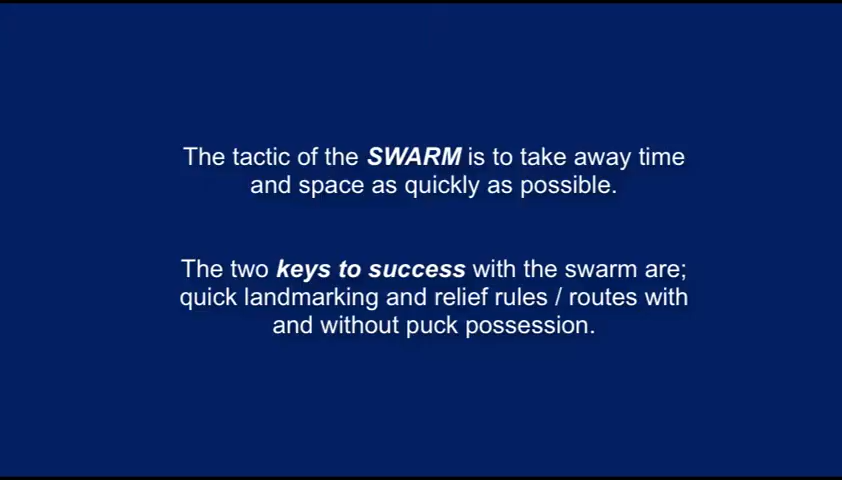 The tactic of the SWARM is to take away time
and space as quickly as possible.
The two keys to success with the swarm are;
quick landmarking and relief rules / routes with
and without puck possession.